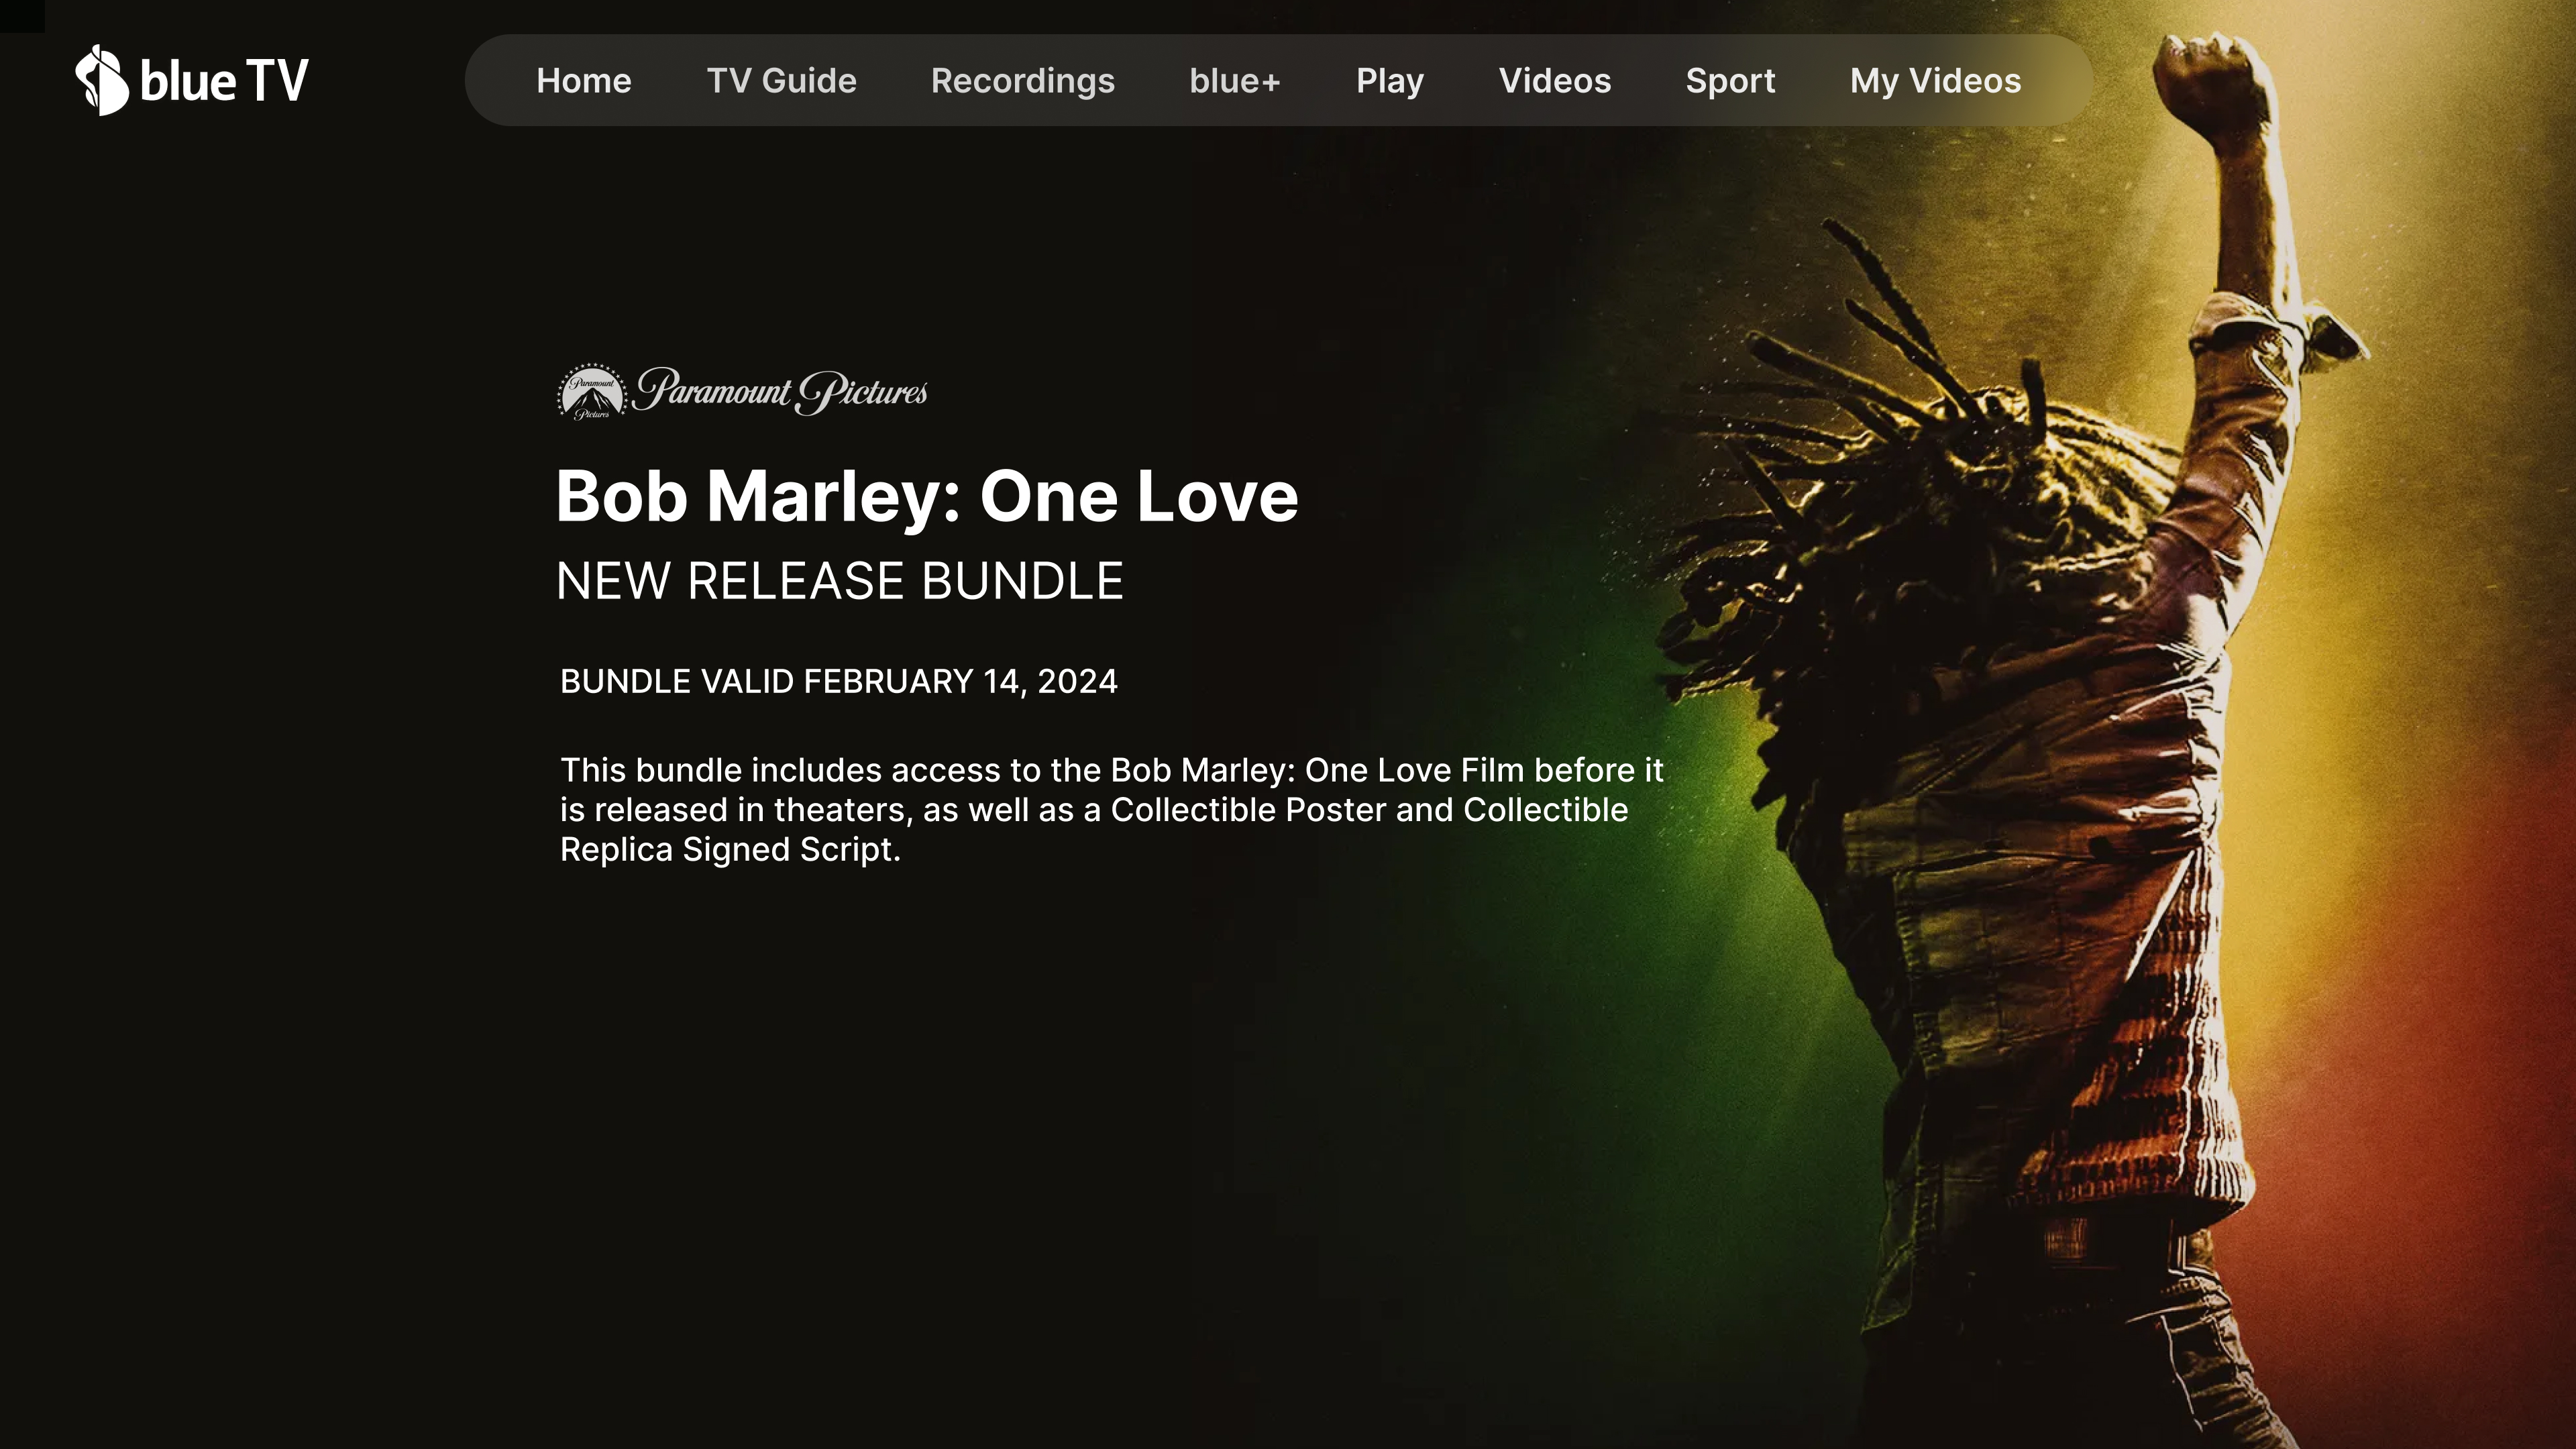 blue TV
Home TV Guide Recordings blue+ Play Videos Sport My Videos
Paramount Pictures Paramount Pictures
Bob Marley: One Love
NEW RELEASE BUNDLE
BUNDLE VALID FEBRUARY 14, 2024
This bundle includes access to the Bob Marley: One Love Film before it
is released in theaters, as well as a Collectible Poster and Collectible
Replica Signed Script.